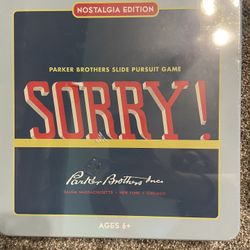 NOSTALGIA EDITION
PARKER BROTHERS SLIDE PURSUIT GAME
SORRY!
Parker Brothers Inc.
SALEM MASSACHUSETTS • NEW YORK • CHICAGO
AGES 6+